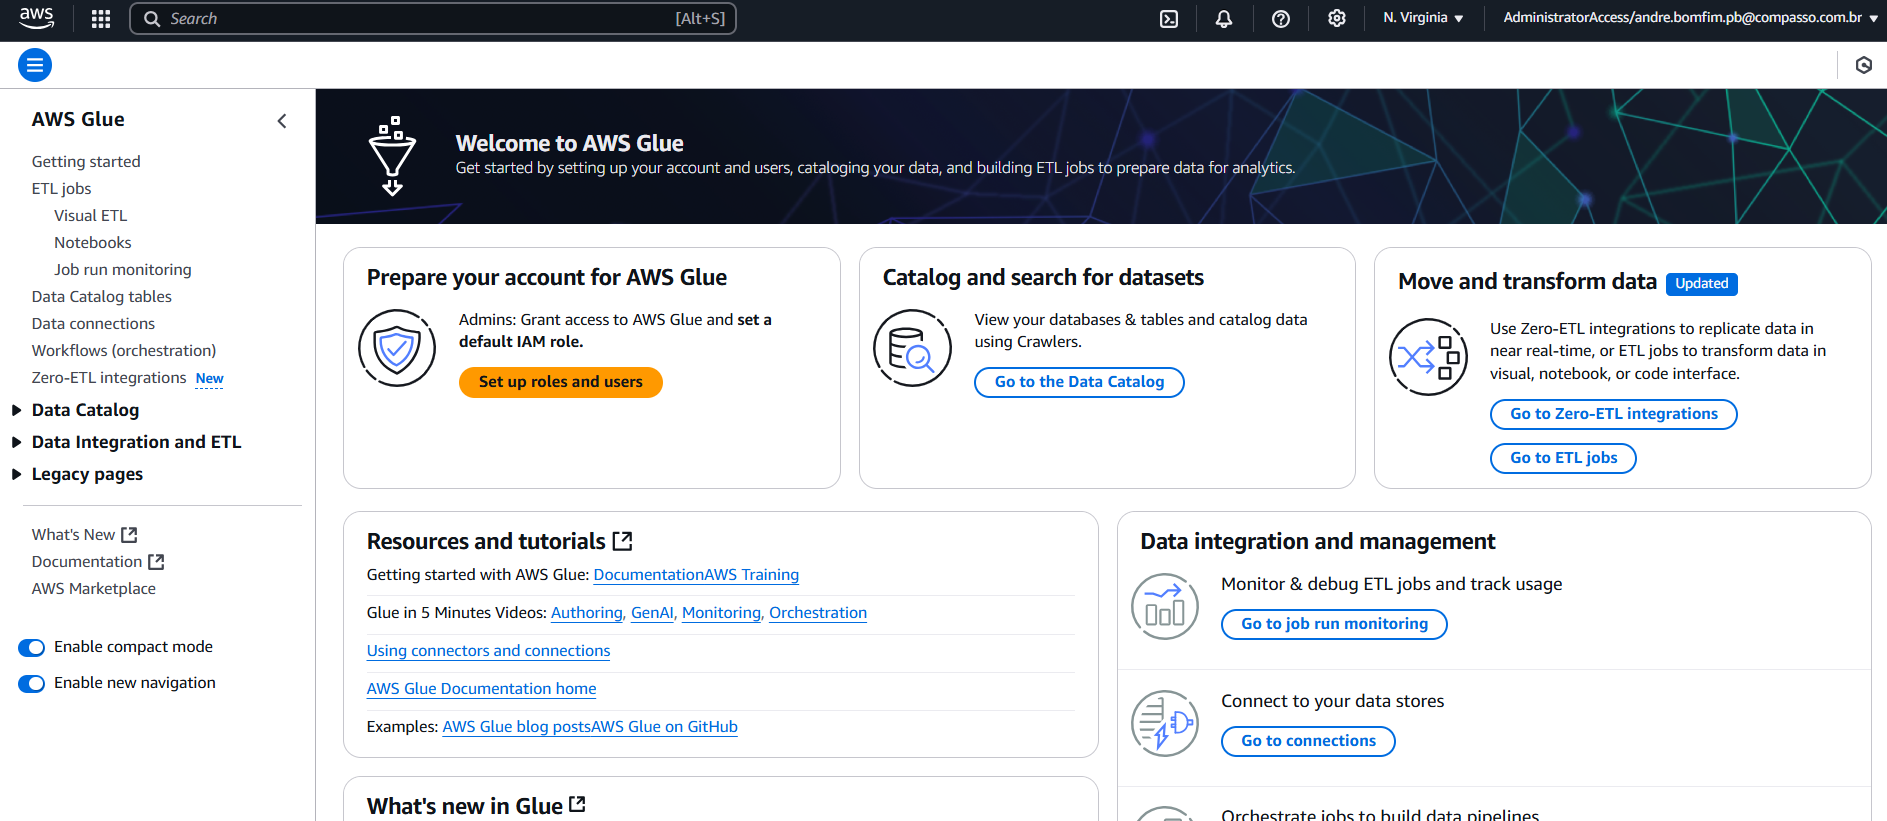 aws
Search
[Alt+S]
N. Virginia
AdministratorAccess/andre.bomfim.pb@compasso.com.br
AWS Glue
Getting started
ETL jobs
Visual ETL
Notebooks
Job run monitoring
Data Catalog tables
Data connections
Workflows (orchestration)
Zero-ETL integrations New
Data Catalog
Data Integration and ETL
Legacy pages
What's New
Documentation
AWS Marketplace
Enable compact mode
Enable new navigation
Welcome to AWS Glue
Get started by setting up your account and users, cataloging your data, and building ETL jobs to prepare data for analytics.
Prepare your account for AWS Glue
Admins: Grant access to AWS Glue and set a
default IAM role.
Set up roles and users
Catalog and search for datasets
View your databases & tables and catalog data
using Crawlers.
Go to the Data Catalog
Move and transform data Updated
Use Zero-ETL integrations to replicate data in
near real-time, or ETL jobs to transform data in
visual, notebook, or code interface.
Go to Zero-ETL integrations
Go to ETL jobs
Resources and tutorials
Getting started with AWS Glue: DocumentationAWS Training
Glue in 5 Minutes Videos: Authoring, GenAI, Monitoring, Orchestration
Using connectors and connections
AWS Glue Documentation home
Examples: AWS Glue blog postsAWS Glue on GitHub
What's new in Glue
Data integration and management
Monitor & debug ETL jobs and track usage
Go to job run monitoring
Connect to your data stores
Go to connections
Orchestrate jobs to build data pipelines